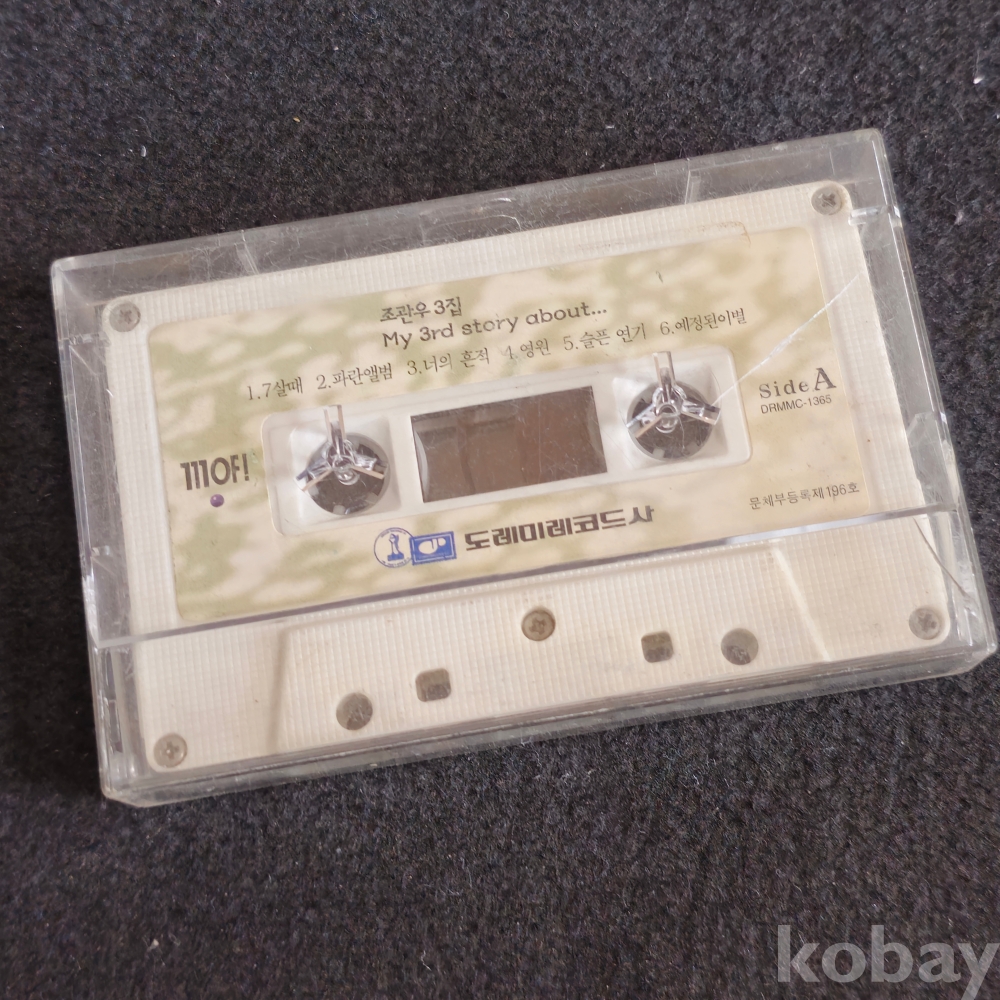 조관우 3집
My 3rd story about...
1.7살때 2.파란앨범 3.너의 흔적 4.영원 5.슬픈 연기 6.예정된이별
Side A
DRMMC-1365
도레미레코드사
문체부등록제196호
kobay